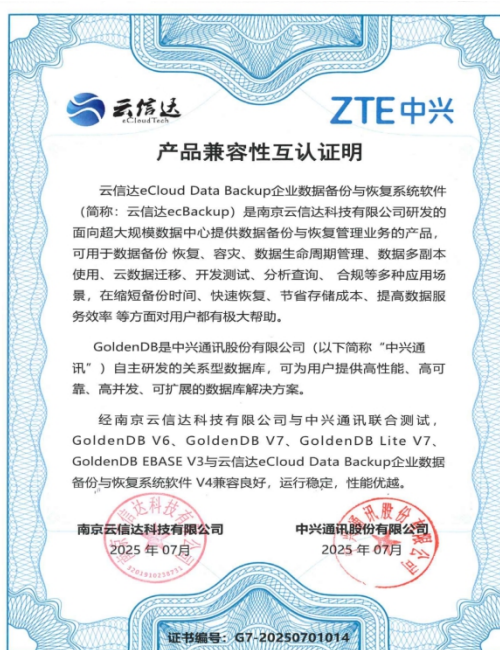 云信达
eCloudTech
ZTE中兴
产品兼容性互认证明
云信达eCloud Data Backup企业数据备份与恢复系统软件
（简称：云信达ecBackup）是南京云信达科技有限公司研发的
面向超大规模数据中心提供数据备份与恢复管理业务的产品，
可用于数据备份 恢复、容灾、数据生命周期管理、数据多副本
使用、云数据迁移、开发测试、分析查询、 合规等多种应用场
景，在缩短备份时间、快速恢复、节省存储成本、提高数据服
务效率 等方面对用户都有极大帮助。
GoldenDB是中兴通讯股份有限公司（以下简称“中兴通
讯”）自主研发的关系型数据库，可为用户提供高性能、高可
靠、高并发、可扩展的数据库解决方案。
经南京云信达科技有限公司与中兴通讯联合测试，
GoldenDB V6、GoldenDB V7、GoldenDB Lite V7、
GoldenDB EBASE V3与云信达eCloud Data Backup企业数据
备份与恢复系统软件 V4兼容良好，运行稳定，性能优越。
南京云信达科技有限公司
2025 年 07月
中兴通讯股份有限公司
2025 年 07月
证书编号：G7-20250701014